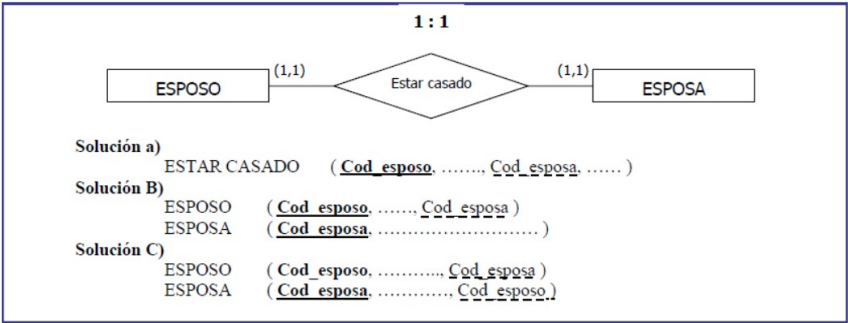 1 : 1
ESPOSO (1,1) Estar casado (1,1) ESPOSA
Solución a)
ESTAR CASADO ( Cod_esposo, ……., Cod_esposa, …… )
Solución B)
ESPOSO ( Cod_esposo, ……, Cod_esposa )
ESPOSA ( Cod_esposa, ……………………… )
Solución C)
ESPOSO ( Cod_esposo, ……….., Cod_esposa )
ESPOSA ( Cod_esposa, …………, Cod_esposo )